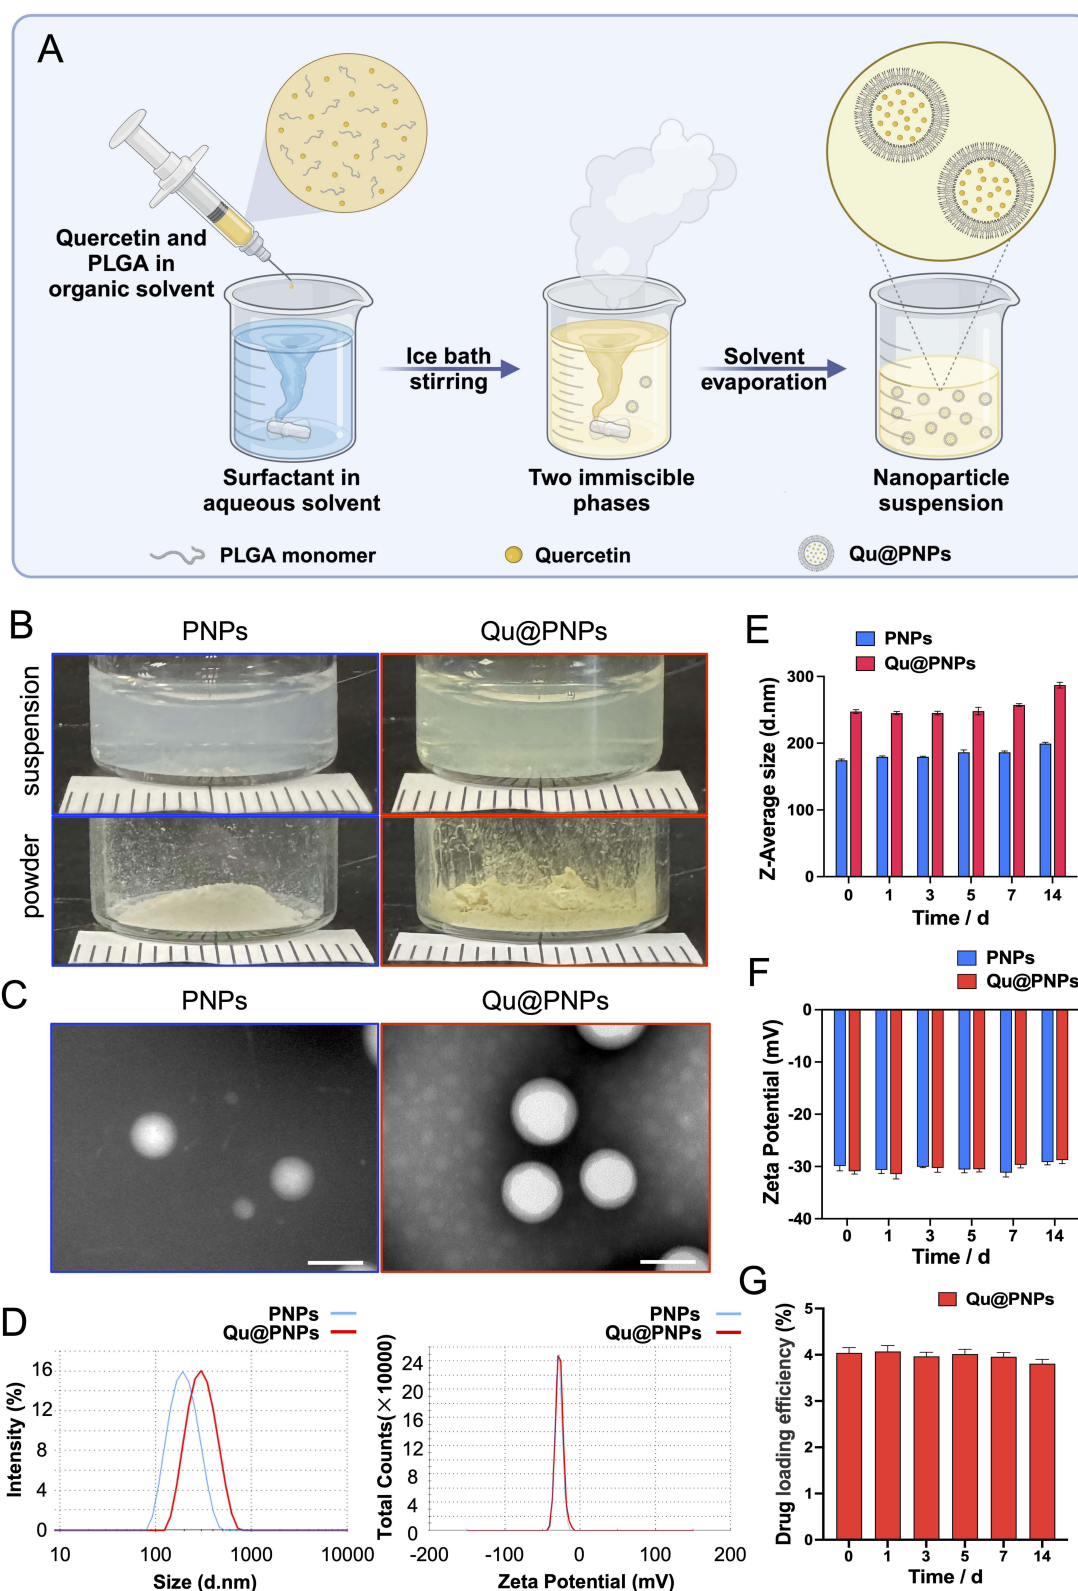 A
Quercetin and
PLGA in
organic solvent
Ice bath
stirring
Solvent
evaporation
Surfactant in
aqueous solvent
Two immiscible
phases
Nanoparticle
suspension
PLGA monomer
Quercetin
Qu@PNPs
B
PNPs
Qu@PNPs
suspension
powder
C
PNPs
Qu@PNPs
D
PNPs
Qu@PNPs
Intensity (%)
16
12
8
4
0
10 100 1000 10000
Size (d.nm)
PNPs
Qu@PNPs
Total Counts(×10000)
24
20
16
12
8
4
0
-200 -100 0 100 200
Zeta Potential (mV)
E
PNPs
Qu@PNPs
Z-Average size (d.nm)
300
200
100
0
0 1 3 5 7 14
Time / d
F
PNPs
Qu@PNPs
Zeta Potential (mV)
0
-10
-20
-30
-40
0 1 3 5 7 14
Time / d
G
Qu@PNPs
Drug loading efficiency (%)
5
4
3
2
1
0
0 1 3 5 7 14
Time / d